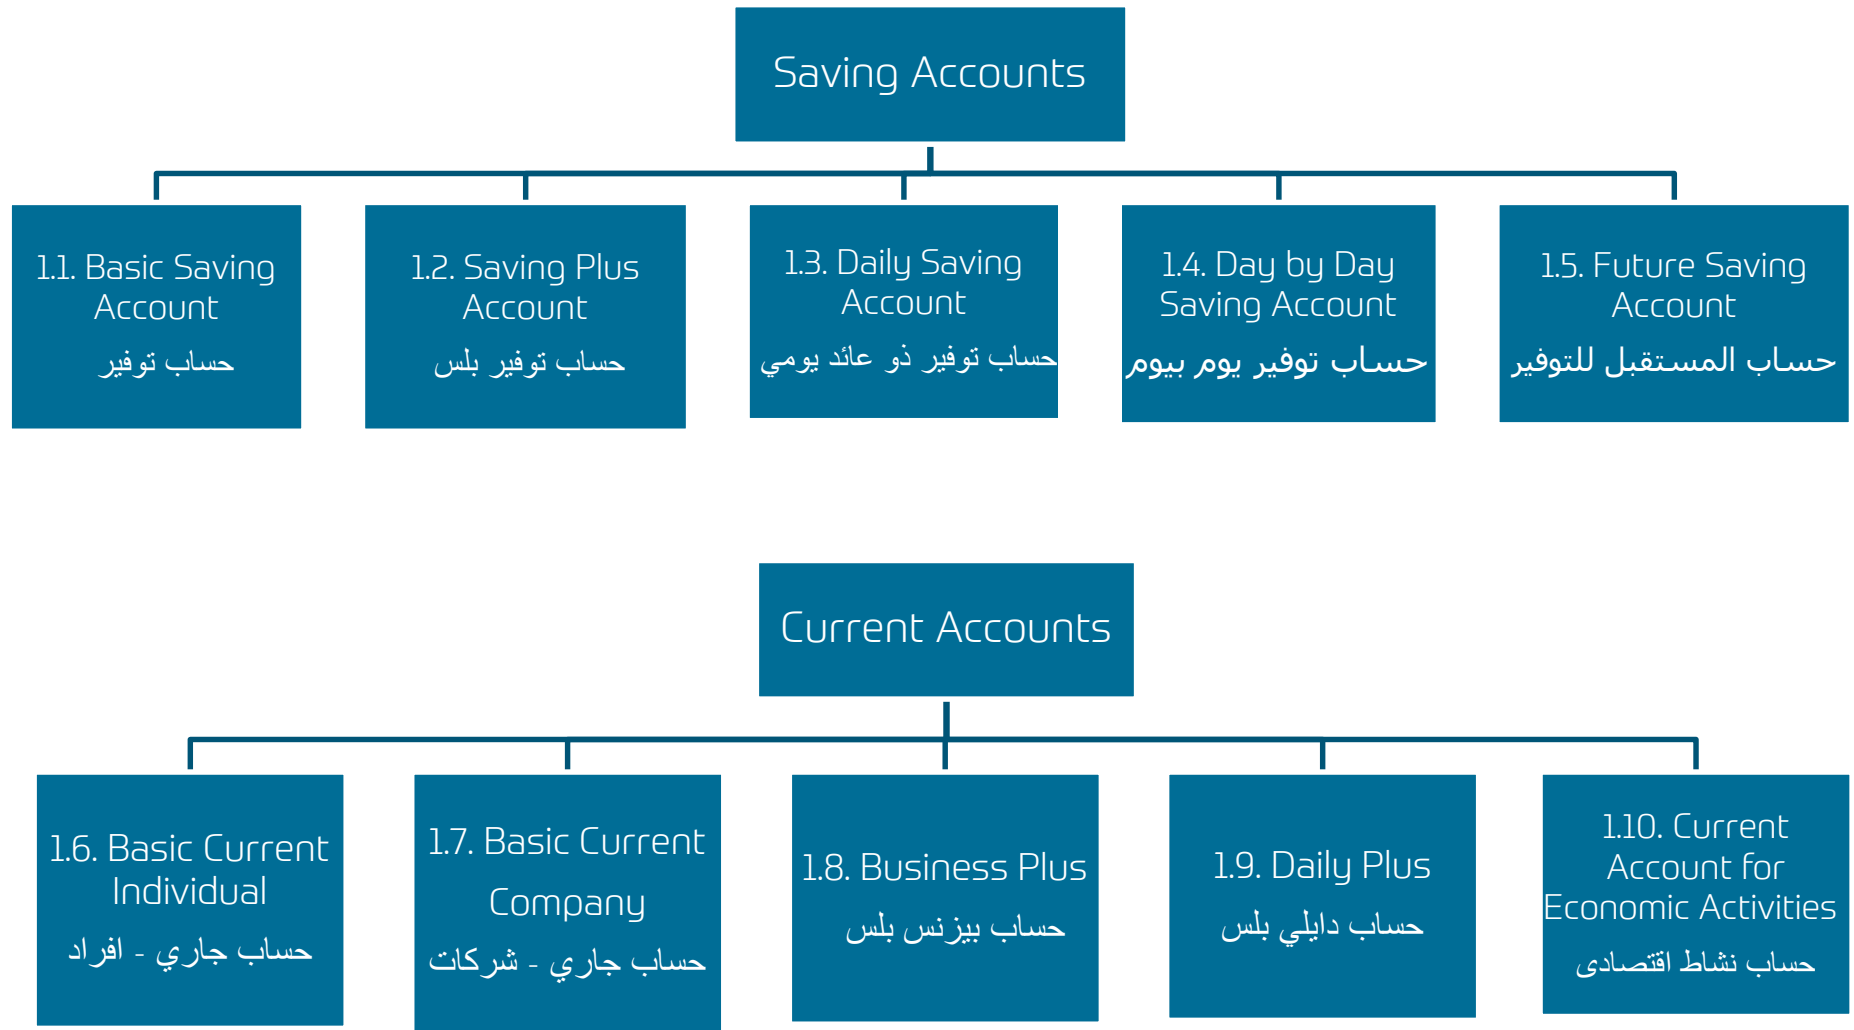 Saving Accounts
1.1. Basic Saving
Account
حساب توفير
1.2. Saving Plus
Account
حساب توفير بلس
1.3. Daily Saving
Account
حساب توفير ذو عائد يومي
1.4. Day by Day
Saving Account
حساب توفير يوم بيوم
1.5. Future Saving
Account
حساب المستقبل للتوفير
Current Accounts
1.6. Basic Current
Individual
حساب جاري - افراد
1.7. Basic Current
Company
حساب جاري - شركات
1.8. Business Plus
حساب بيزنس بلس
1.9. Daily Plus
حساب دايلي بلس
1.10. Current
Account for
Economic Activities
حساب نشاط اقتصادى